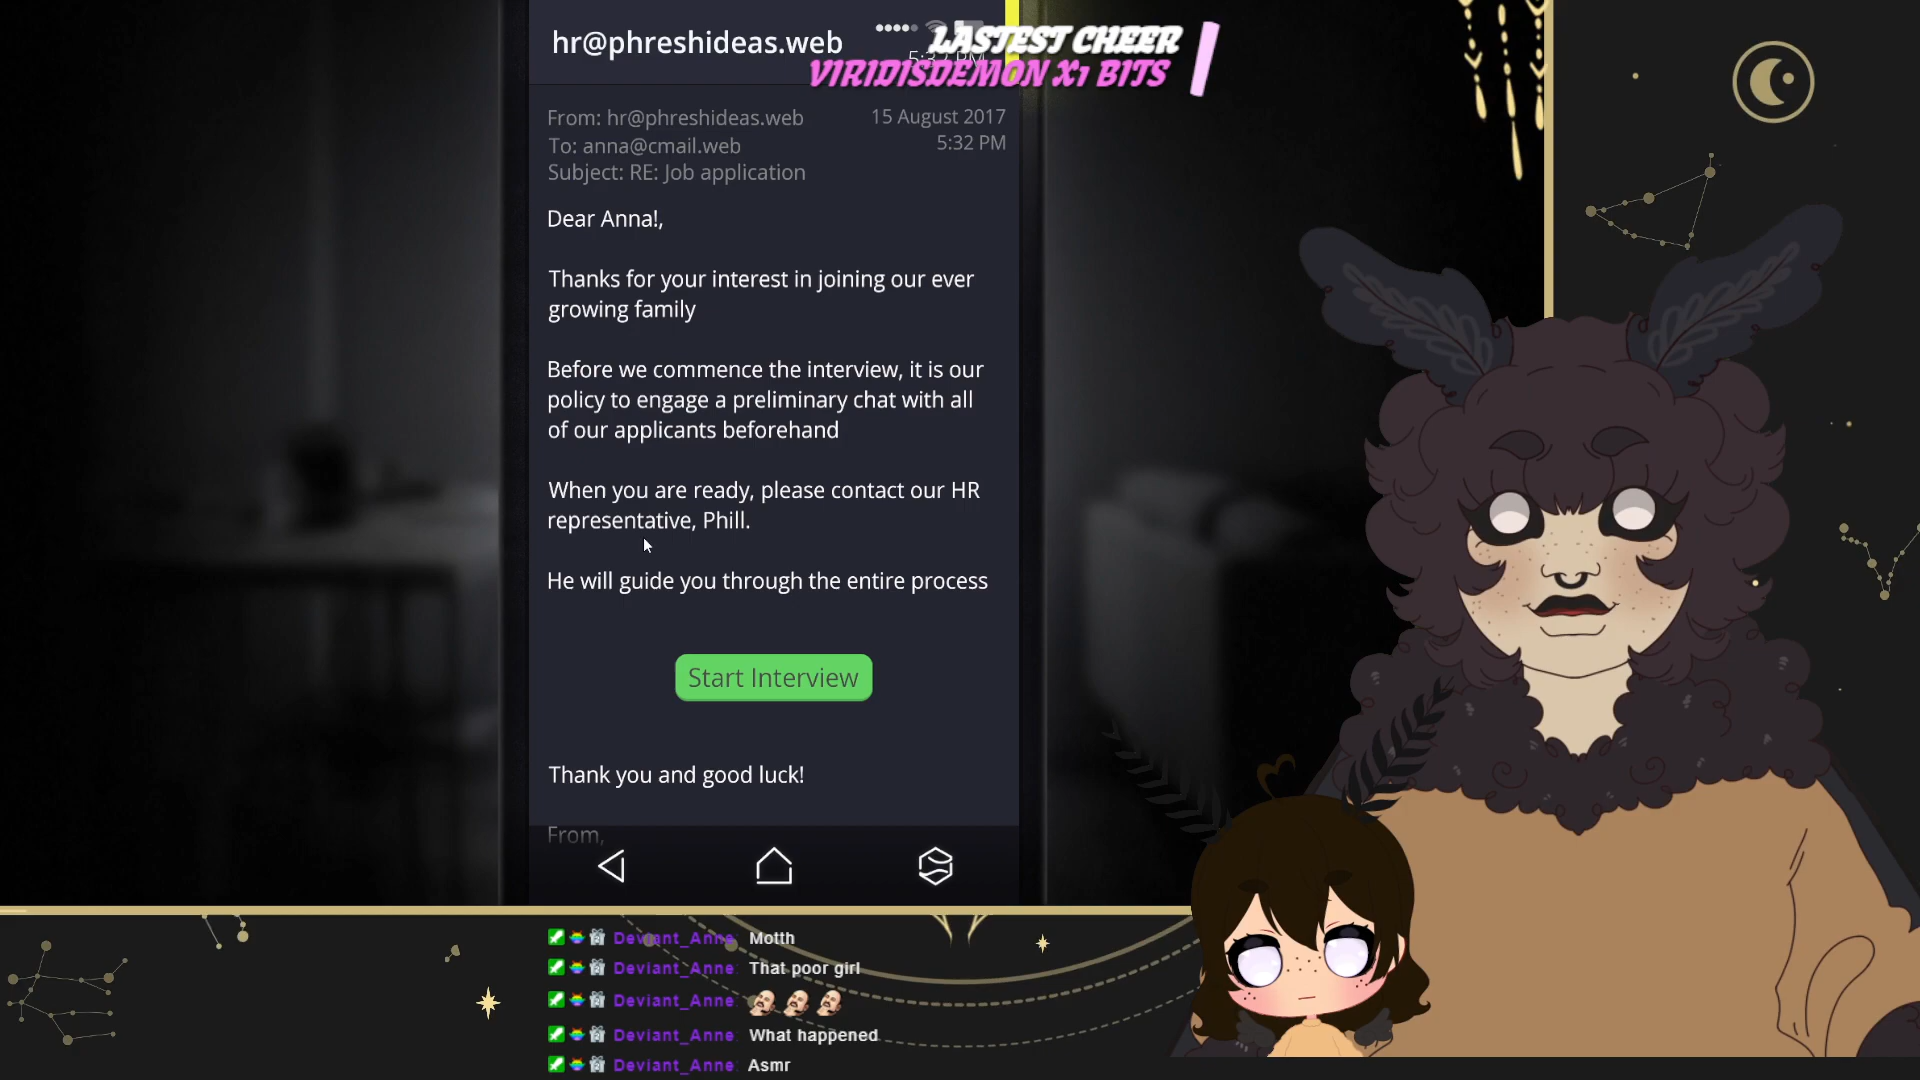 hr@phreshideas.web
LASTEST CHEER
VIRIDISDEMON X1 BITS
From: hr@phreshideas.web
15 August 2017
To: anna@cmail.web
5:32 PM
Subject: RE: Job application
Dear Anna!,
Thanks for your interest in joining our ever
growing family
Before we commence the interview, it is our
policy to engage a preliminary chat with all
of our applicants beforehand
When you are ready, please contact our HR
representative, Phill.
He will guide you through the entire process
Start Interview
Thank you and good luck!
From,
Deviant_Anne: Motth
Deviant_Anne: That poor girl
Deviant_Anne:
Deviant_Anne: What happened
Deviant_Anne: Asmr